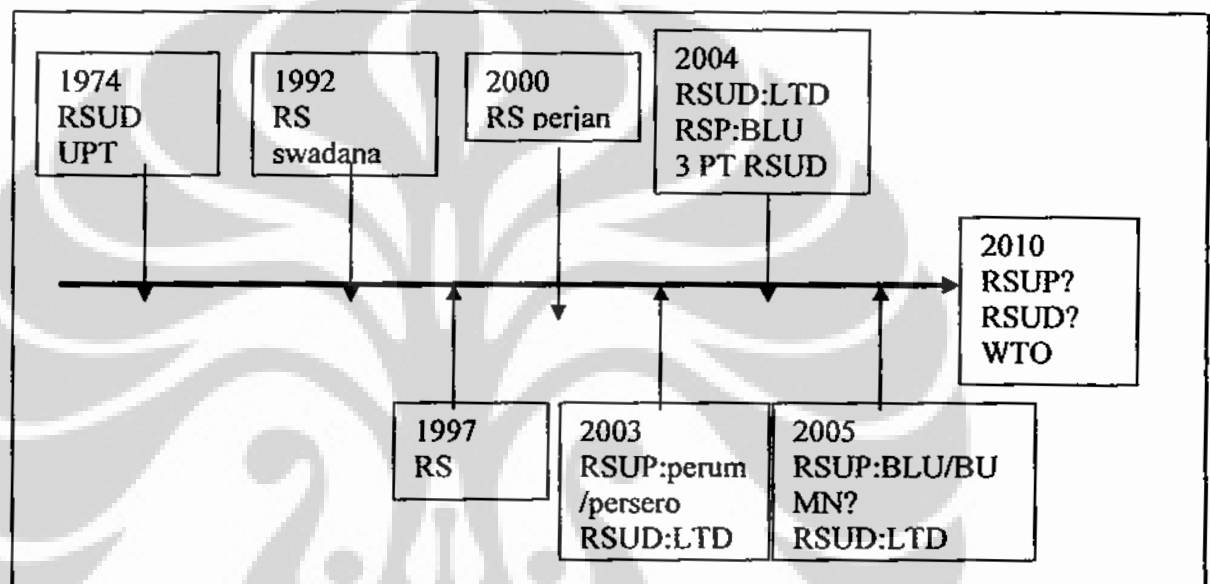 1974
RSUD
UPT
1992
RS
swadana
2000
RS perjan
2004
RSUD:LTD
RSP:BLU
3 PT RSUD
2010
RSUP?
RSUD?
WTO
1997
RS
2003
RSUP:perum
/persero
RSUD:LTD
2005
RSUP:BLU/BU
MN?
RSUD:LTD